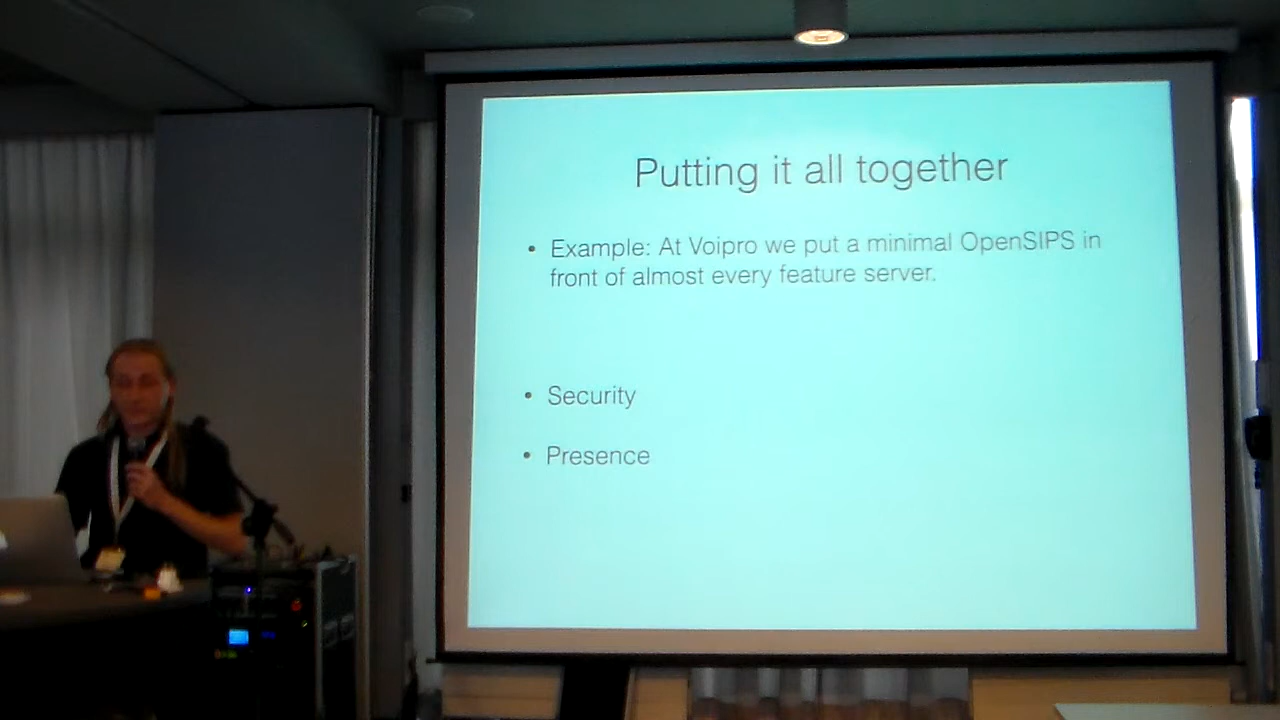 Putting it all together
• Example: At Voipro we put a minimal OpenSIPS in
front of almost every feature server.
• Security
• Presence